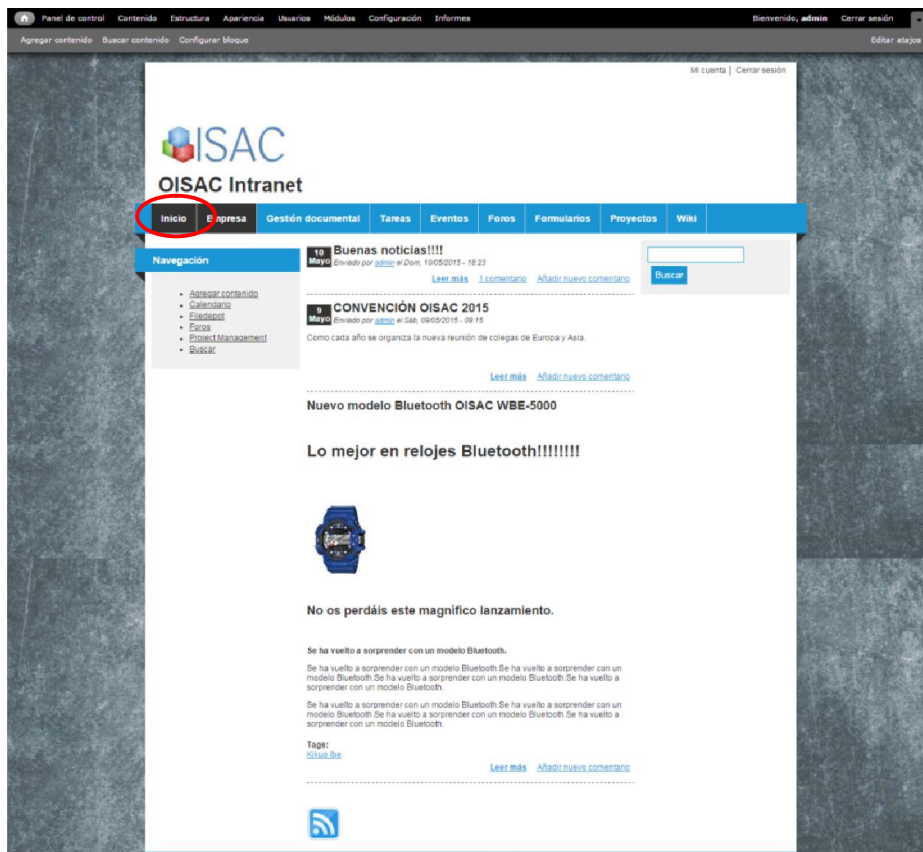 Panel de control Contenido Estructura Apariencia Usuarios Módulos Configuración Informes Bienvenido, admin Cerrar sesión
Agregar contenido Buscar contenido Configurar bloque Editar atajos
Mi cuenta | Cerrar sesión
ISAC
OISAC Intranet
Inicio Empresa Gestión documental Tareas Eventos Foros Formularios Proyectos Wiki
Navegación
Agregar contenido
Calendario
Filedepot
Foros
Project Management
Buscar
10 Mayo Buenas noticias!!!!
Enviado por admin el Dom, 10/05/2015 - 18:23
Leer más 1 comentario Añadir nuevo comentario
9 Mayo CONVENCIÓN OISAC 2015
Enviado por admin el Sáb, 09/05/2015 - 09:15
Como cada año se organiza la nueva reunión de colegas de Europa y Asia.
Leer más Añadir nuevo comentario
Nuevo modelo Bluetooth OISAC WBE-5000
Lo mejor en relojes Bluetooth!!!!!!!!
No os perdáis este magnifico lanzamiento.
Se ha vuelto a sorprender con un modelo Bluetooth.
Se ha vuelto a sorprender con un modelo Bluetooth.Se ha vuelto a sorprender con un
modelo Bluetooth.Se ha vuelto a sorprender con un modelo Bluetooth.Se ha vuelto a
sorprender con un modelo Bluetooth.
Se ha vuelto a sorprender con un modelo Bluetooth.Se ha vuelto a sorprender con un
modelo Bluetooth.Se ha vuelto a sorprender con un modelo Bluetooth.Se ha vuelto a
sorprender con un modelo Bluetooth.
Tags:
Kikuo Ibe
Leer más Añadir nuevo comentario
Buscar